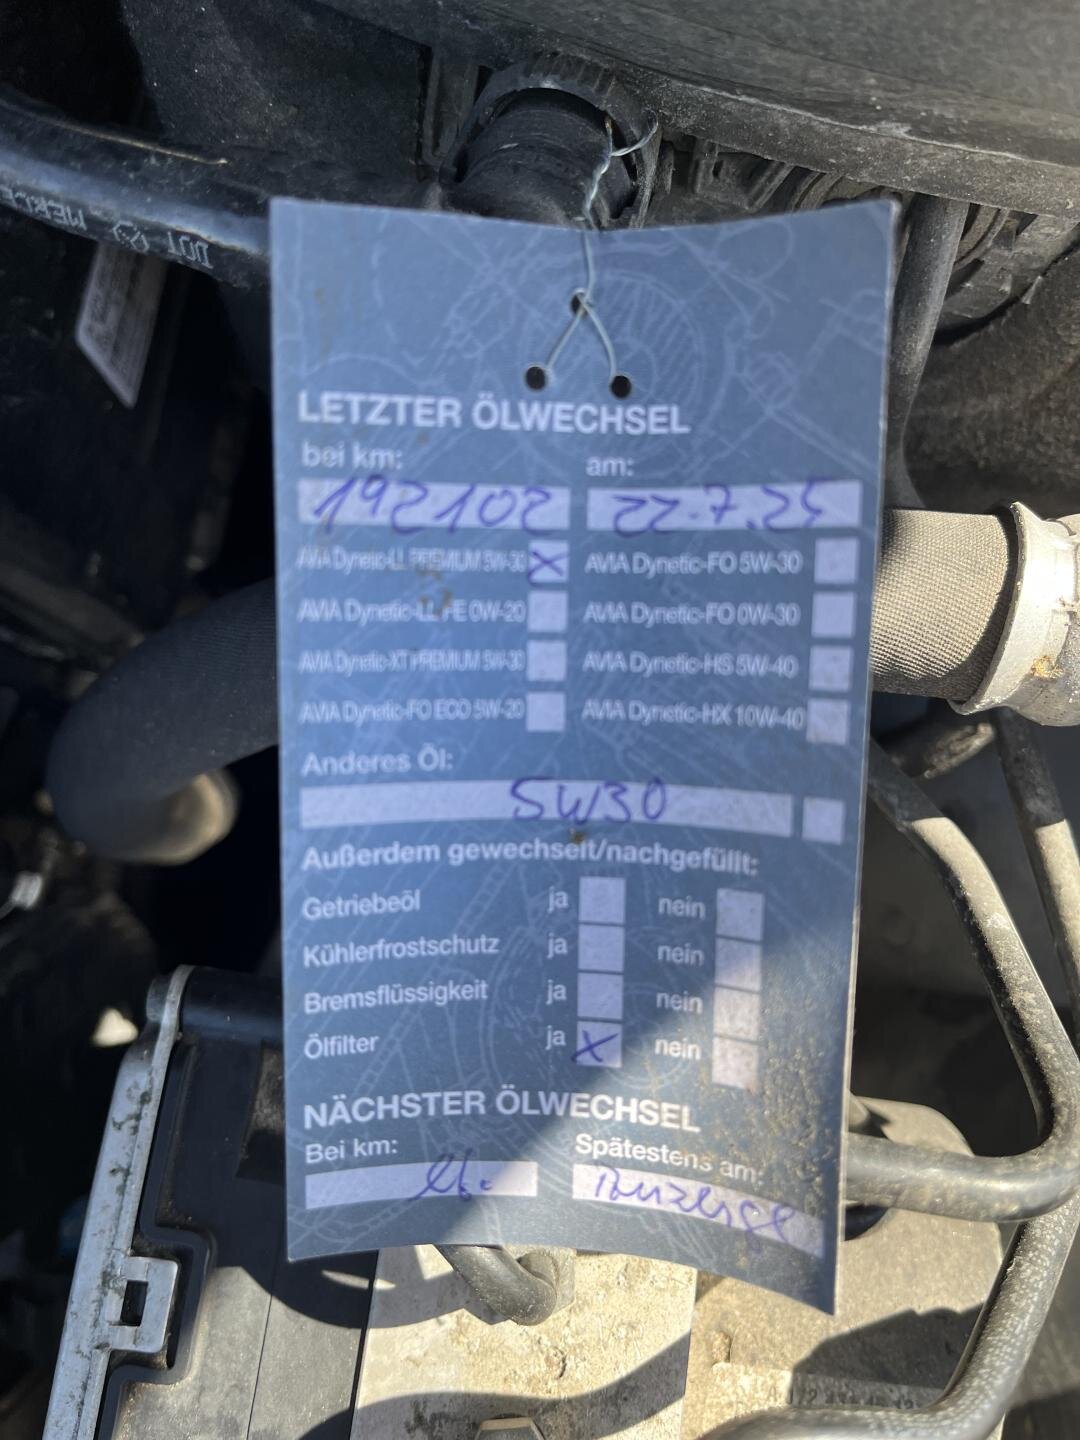 LETZTER ÖLWECHSEL
bei km: am:
192102 22.7.25
AVIA Dynetic-LL PREMIUM 5W-30 X AVIA Dynetic-FO 5W-30
AVIA Dynetic-LL FE 0W-20 AVIA Dynetic-FO 0W-30
AVIA Dynetic-XT PREMIUM 5W-30 AVIA Dynetic-HS 5W-40
AVIA Dynetic-FO ECO 5W-20 AVIA Dynetic-HX 10W-40
Anderes Öl:
5W30
Außerdem gewechselt/nachgefüllt:
Getriebeöl ja nein
Kühlerfrostschutz ja nein
Bremsflüssigkeit ja nein
Ölfilter ja X nein
NÄCHSTER ÖLWECHSEL
Bei km: Spätestens am:
lt. Anzeige
DOT